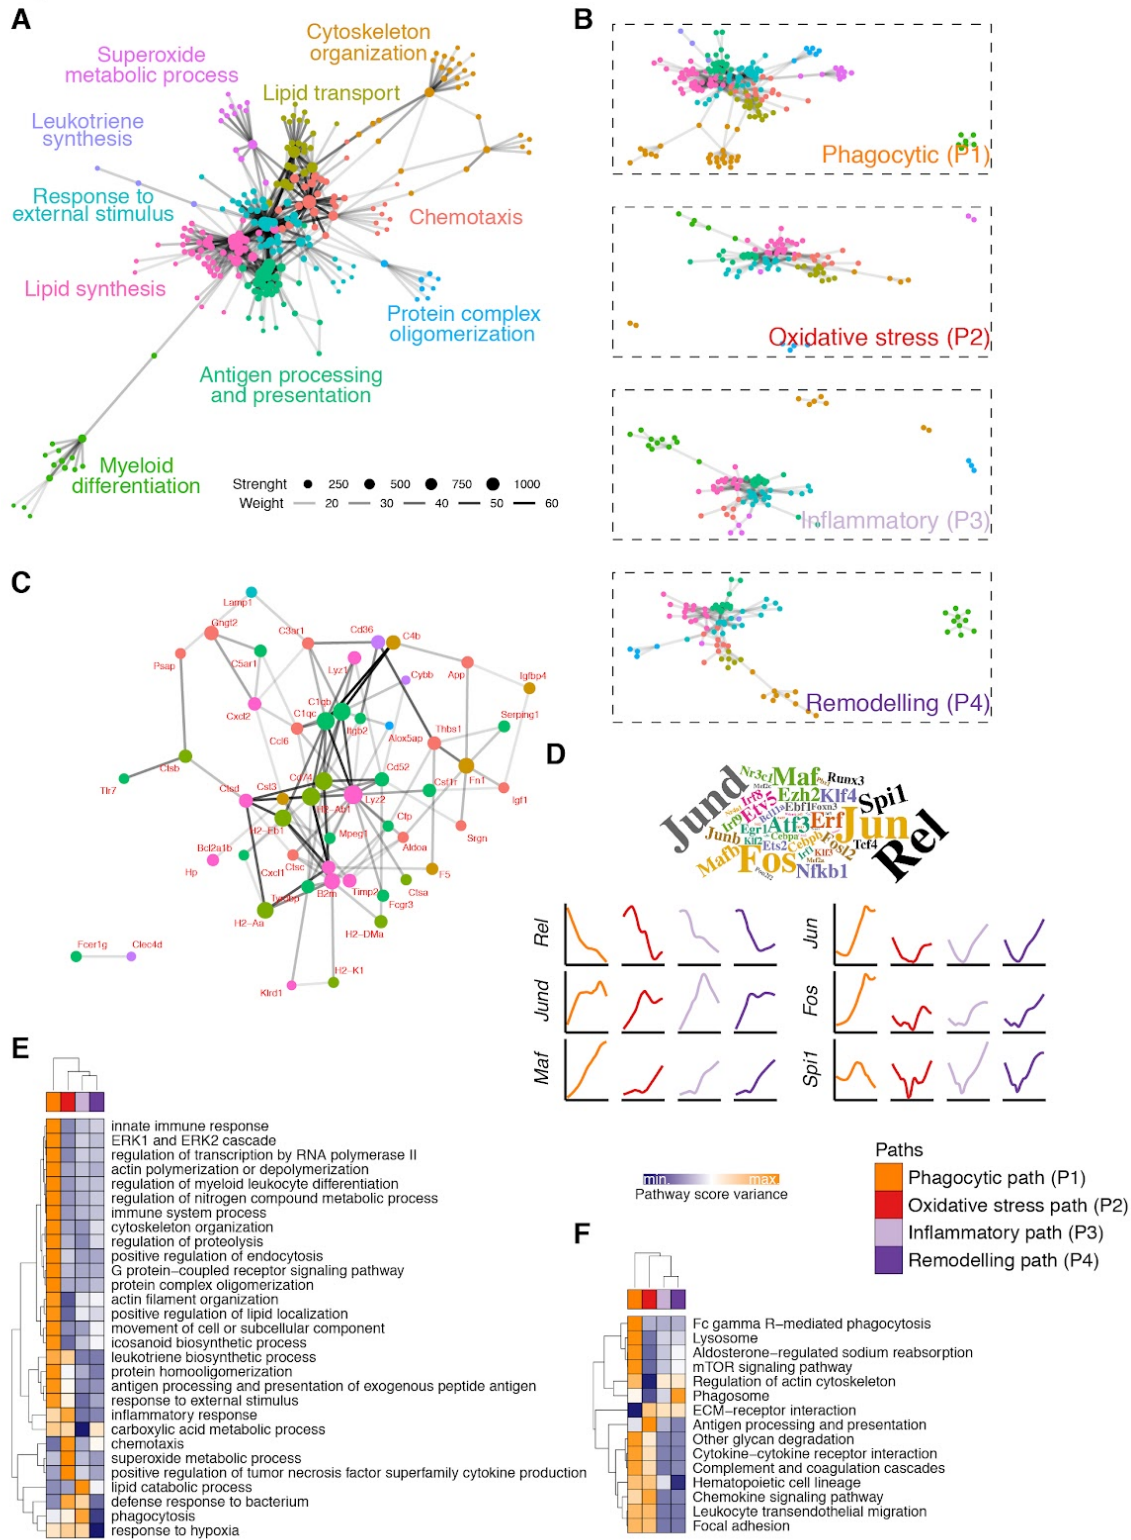 A
Cytoskeleton
organization
Superoxide
metabolic process
Lipid transport
Leukotriene
synthesis
Response to
external stimulus
Chemotaxis
Lipid synthesis
Protein complex
oligomerization
Antigen processing
and presentation
Myeloid
differentiation
Strenght 250 500 750 1000
Weight 20 30 40 50 60
B
Phagocytic (P1)
Oxidative stress (P2)
Inflammatory (P3)
Remodelling (P4)
C
Lamp1
Gngt2
C3ar1
Cd36
C4b
Psap
C5ar1
Lyz1
Cybb
App
Igfbp4
Cxcl2
C1qb
C1qc
Itgb2
Alox5ap
Thbs1
Serping1
Ccl6
Ctsb
Tlr7
Cd74
Cd52
Csf1r
Fn1
Ctsd
Cst3
H2-Ab1
Lyz2
Igf1
H2-Eb1
Mpeg1
Cfp
Aldoa
Srgn
Bcl2a1b
Hp
Cxcl1
Ctsc
Tyrobp
B2m
Timp2
Ctsa
F5
Fcgr3
H2-Aa
H2-DMa
Fcer1g
Clec4d
H2-K1
Klrd1
D
Jund
Nr3c1
Maf
Runx3
Irf8
Etv5
Ezh2
Klf4
Spi1
Irf9
Bcl11a
Ebf1
Foxn3
Egr1
Atf3
Erf
Jun
Rel
Junb
Klf2
Ets2
Cebpa
Cebpb
Fosl2
Tcf4
Mafb
Fos
Irf1
Klf3
Nfkb1
Rel
Jun
Jund
Fos
Maf
Spi1
E
innate immune response
ERK1 and ERK2 cascade
regulation of transcription by RNA polymerase II
actin polymerization or depolymerization
regulation of myeloid leukocyte differentiation
regulation of nitrogen compound metabolic process
immune system process
cytoskeleton organization
regulation of proteolysis
positive regulation of endocytosis
G protein−coupled receptor signaling pathway
protein complex oligomerization
actin filament organization
positive regulation of lipid localization
movement of cell or subcellular component
icosanoid biosynthetic process
leukotriene biosynthetic process
protein homooligomerization
antigen processing and presentation of exogenous peptide antigen
response to external stimulus
inflammatory response
carboxylic acid metabolic process
chemotaxis
superoxide metabolic process
positive regulation of tumor necrosis factor superfamily cytokine production
lipid catabolic process
defense response to bacterium
phagocytosis
response to hypoxia
min. max.
Pathway score variance
Paths
Phagocytic path (P1)
Oxidative stress path (P2)
Inflammatory path (P3)
Remodelling path (P4)
F
Fc gamma R−mediated phagocytosis
Lysosome
Aldosterone−regulated sodium reabsorption
mTOR signaling pathway
Regulation of actin cytoskeleton
Phagosome
ECM−receptor interaction
Antigen processing and presentation
Other glycan degradation
Cytokine−cytokine receptor interaction
Complement and coagulation cascades
Hematopoietic cell lineage
Chemokine signaling pathway
Leukocyte transendothelial migration
Focal adhesion